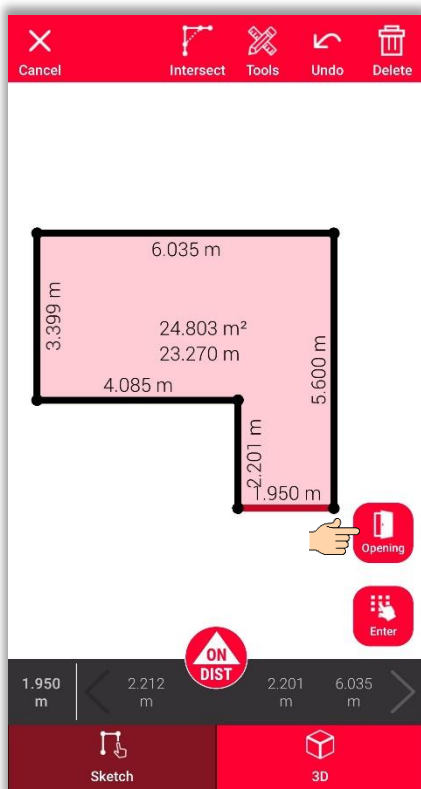 Cancel
Intersect
Tools
Undo
Delete
6.035 m
3.399 m
24.803 m²
23.270 m
5.600 m
4.085 m
2.201 m
1.950 m
Opening
Enter
ON
DIST
1.950
m
2.212
m
2.201
m
6.035
m
Sketch
3D